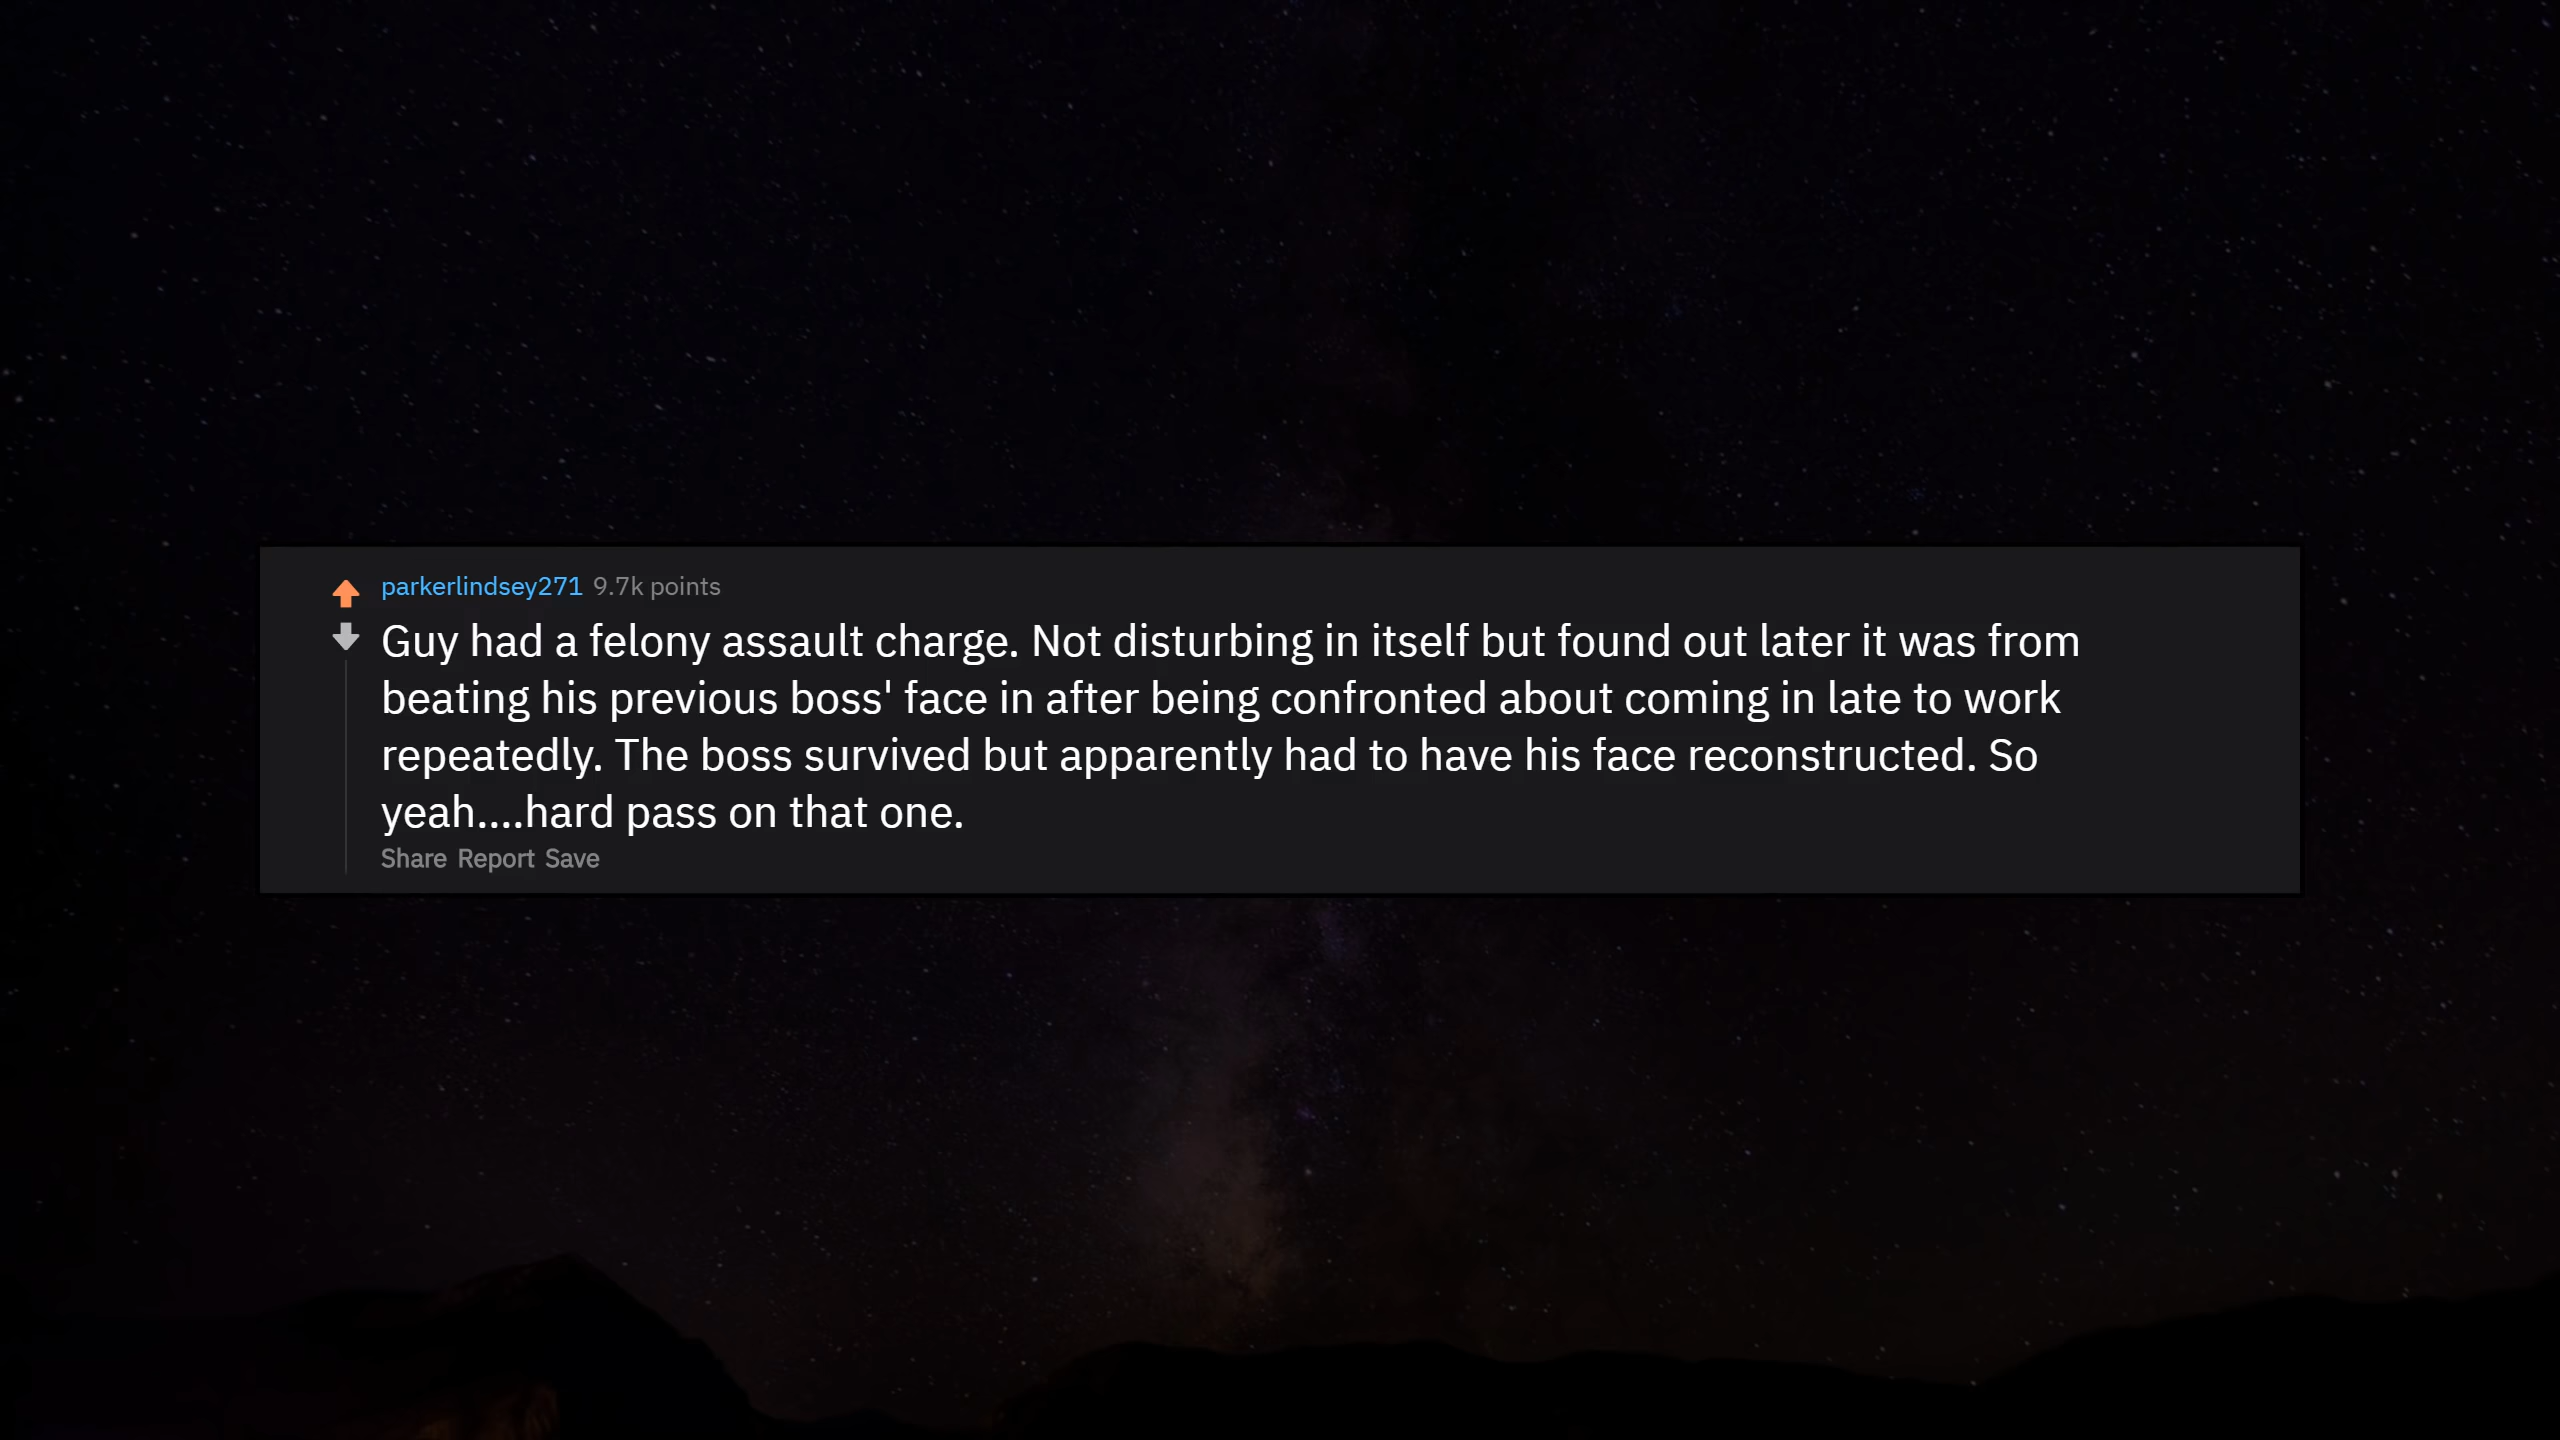 parkerlindsey271 9.7k points
Guy had a felony assault charge. Not disturbing in itself but found out later it was from
beating his previous boss' face in after being confronted about coming in late to work
repeatedly. The boss survived but apparently had to have his face reconstructed. So
yeah....hard pass on that one.
Share Report Save